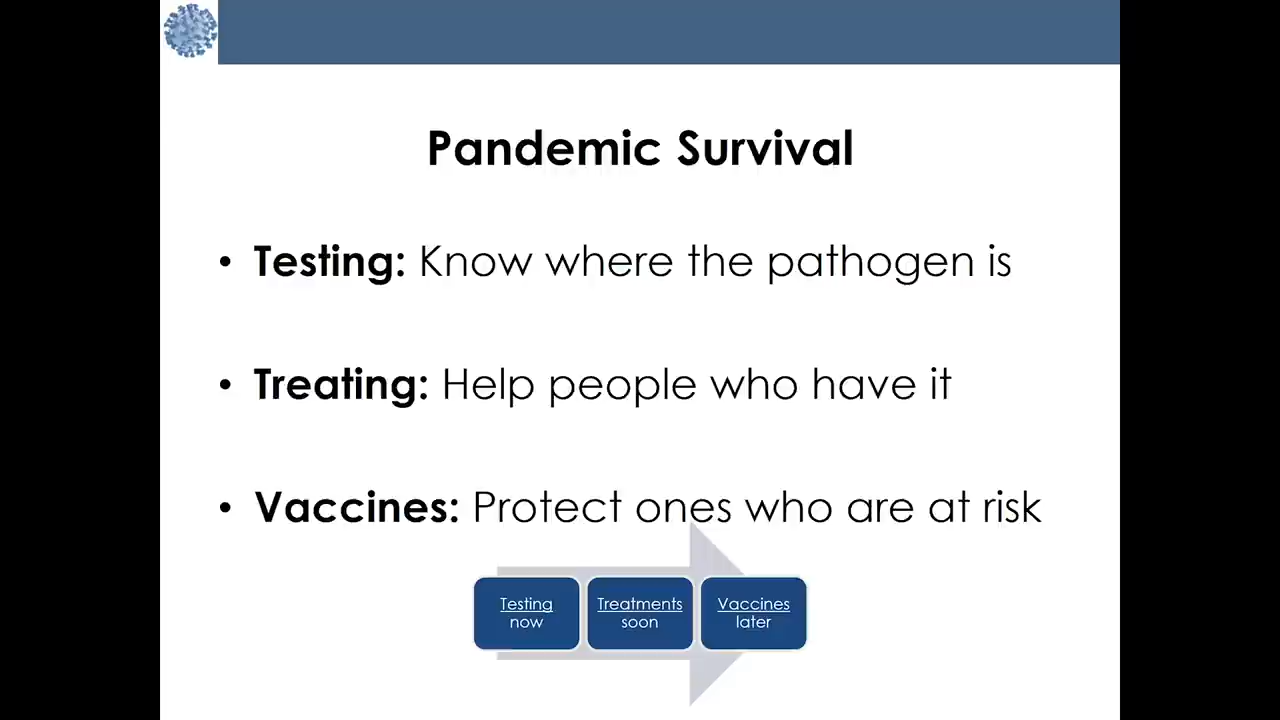 Pandemic Survival
• Testing: Know where the pathogen is
• Treating: Help people who have it
• Vaccines: Protect ones who are at risk
Testing
now
Treatments
soon
Vaccines
later